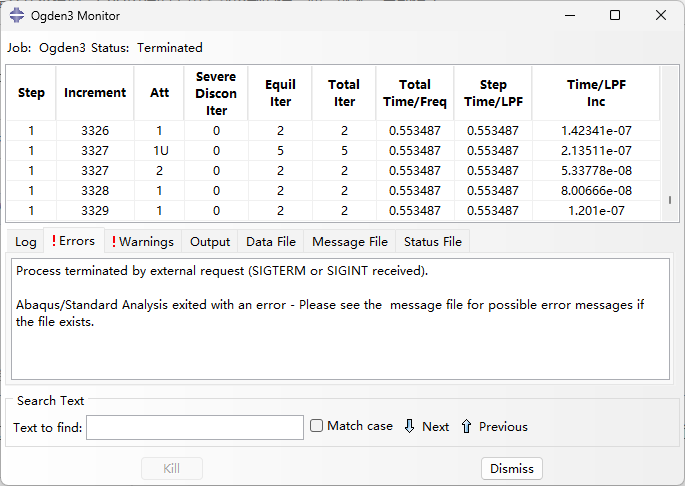 Ogden3 Monitor
Job: Ogden3 Status: Terminated
Step Increment Att Severe Discon Iter Equil Iter Total Iter Total Time/Freq Step Time/LPF Time/LPF Inc
1 3326 1 0 2 2 0.553487 0.553487 1.42341e-07
1 3327 1U 0 5 5 0.553487 0.553487 2.13511e-07
1 3327 2 0 2 2 0.553487 0.553487 5.33778e-08
1 3328 1 0 2 2 0.553487 0.553487 8.00666e-08
1 3329 1 0 2 2 0.553487 0.553487 1.201e-07
Log ! Errors ! Warnings Output Data File Message File Status File
Process terminated by external request (SIGTERM or SIGINT received).
Abaqus/Standard Analysis exited with an error - Please see the  message file for possible error messages if
the file exists.
Search Text
Text to find: Match case Next Previous
Kill Dismiss